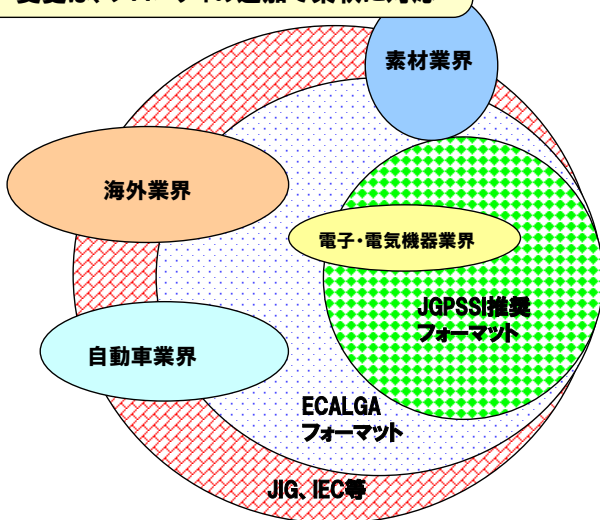 素材業界
海外業界
電子・電気機器業界
JGPSSI推奨
フォーマット
自動車業界
ECALGA
フォーマット
JIG、IEC等